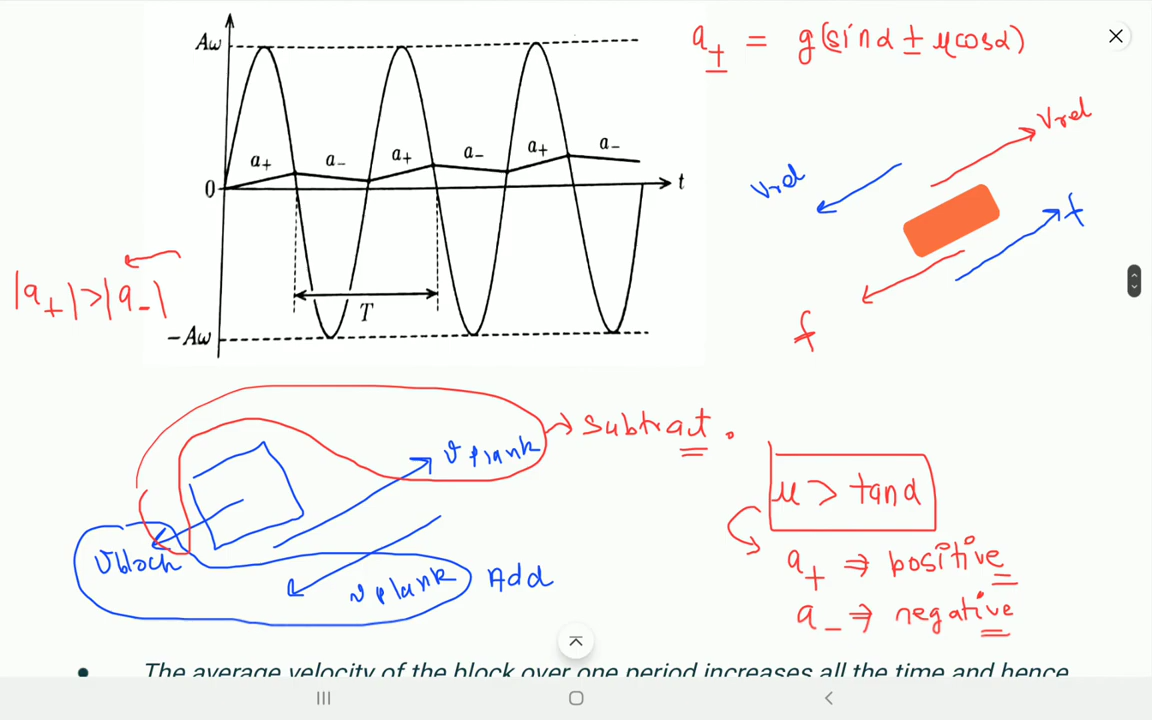 Aω
0
−Aω
t
a+
a−
a+
a−
a+
a−
T
a± = g(sinα ± μcosα)
Vrel
Vrel
f
f
|a+|>|a−|
vplank
→ Subtract.
vblock
vplank
Add
μ > tanα
a+ ⇒ positive
a− ⇒ negative
• The average velocity of the block over one period increases all the time and hence